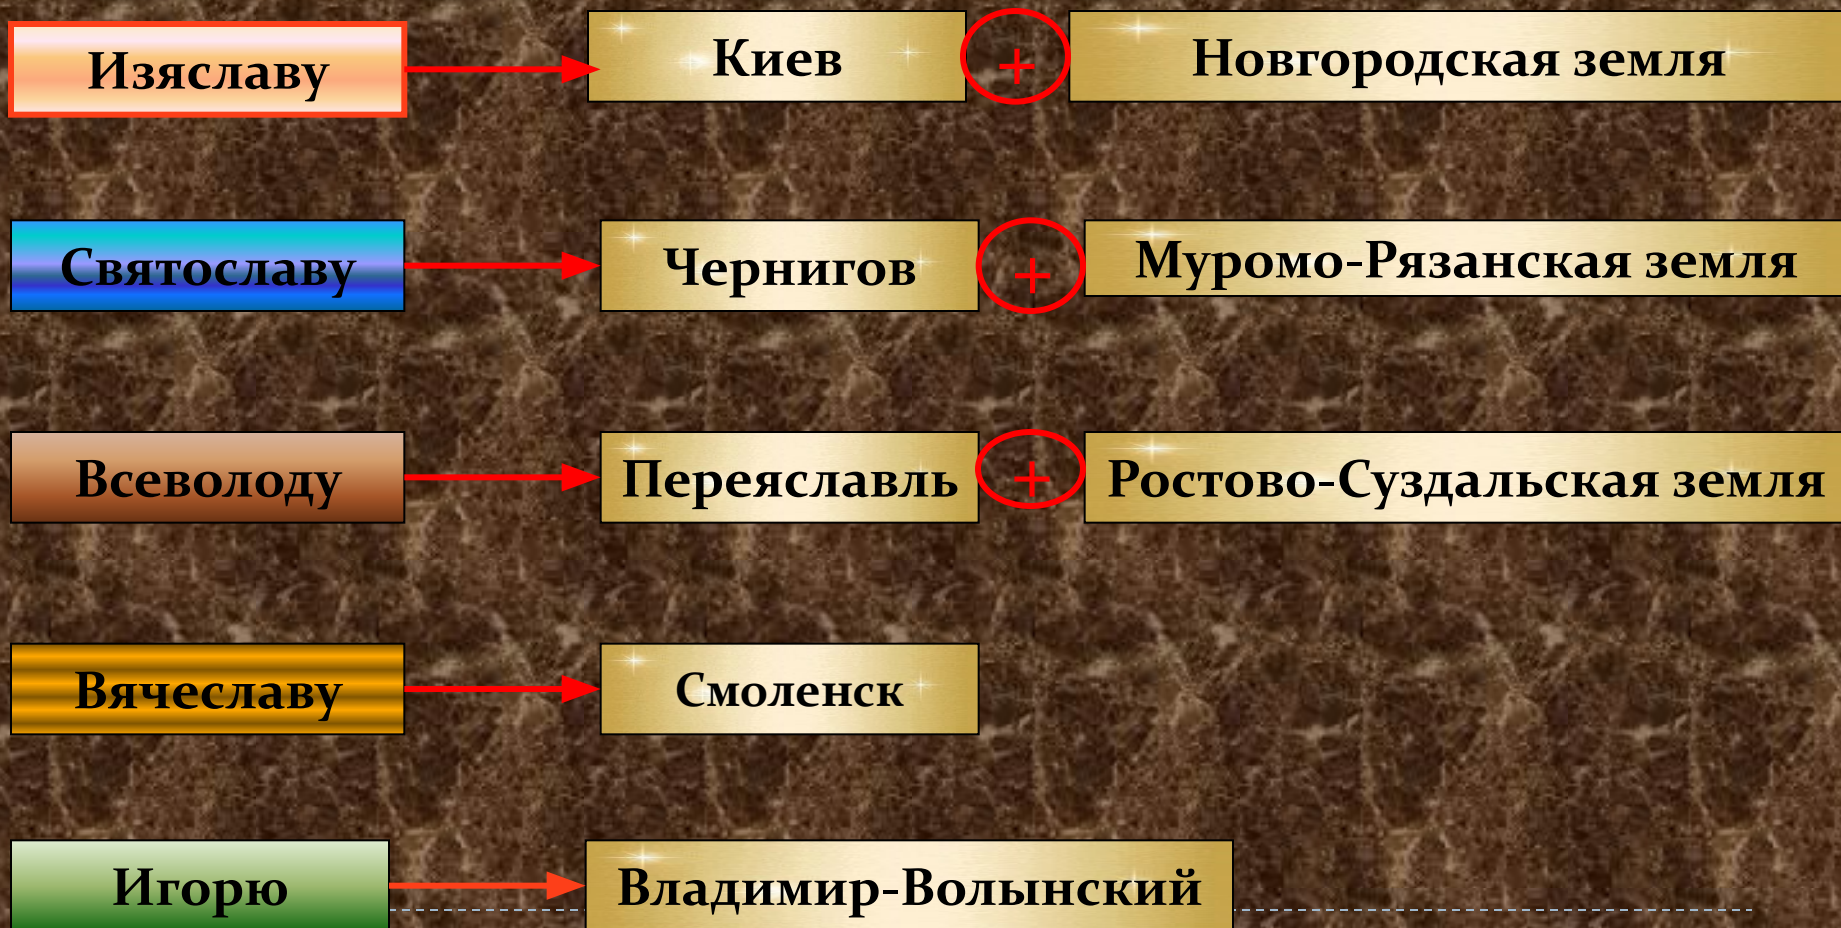 Изяславу
Киев
+
Новгородская земля
Святославу
Чернигов
+
Муромо-Рязанская земля
Всеволоду
Переяславль
+
Ростово-Суздальская земля
Вячеславу
Смоленск
Игорю
Владимир-Волынский